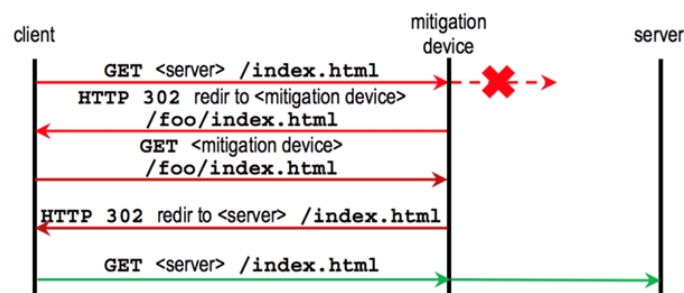 client
mitigation
device
server
GET <server> /index.html
HTTP 302 redir to <mitigation device>
/foo/index.html
GET <mitigation device>
/foo/index.html
HTTP 302 redir to <server> /index.html
GET <server> /index.html